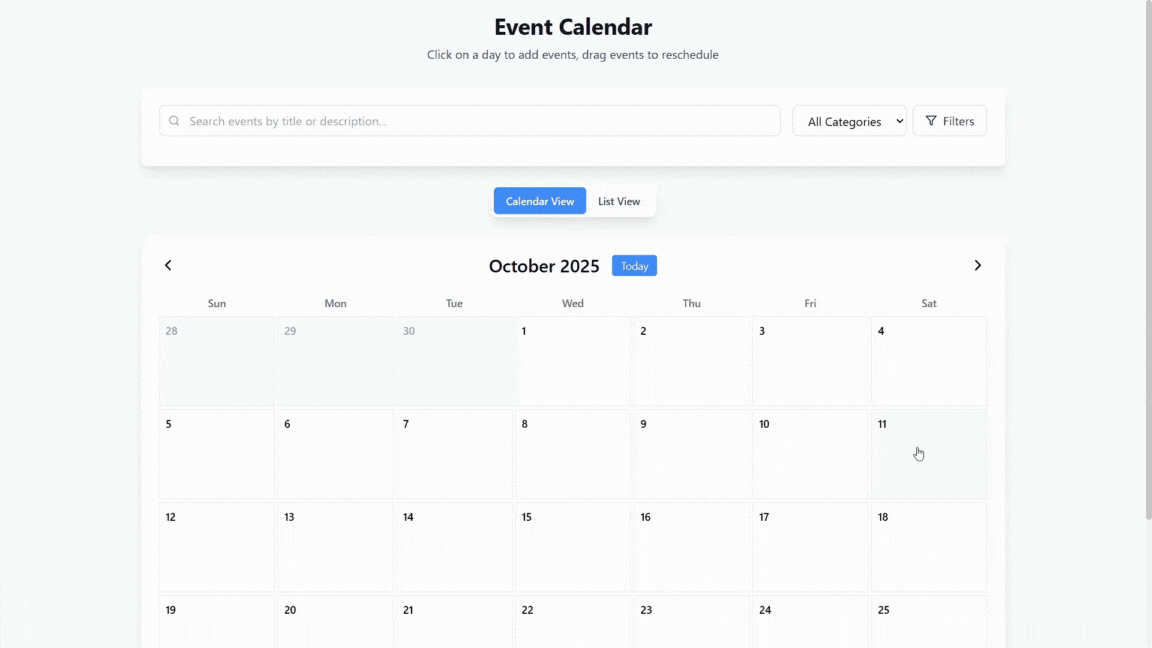 Event Calendar
Click on a day to add events, drag events to reschedule
Search events by title or description...
All Categories
Filters
Calendar View
List View
October 2025
Today
Sun Mon Tue Wed Thu Fri Sat
28 29 30 1 2 3 4
5 6 7 8 9 10 11
12 13 14 15 16 17 18
19 20 21 22 23 24 25